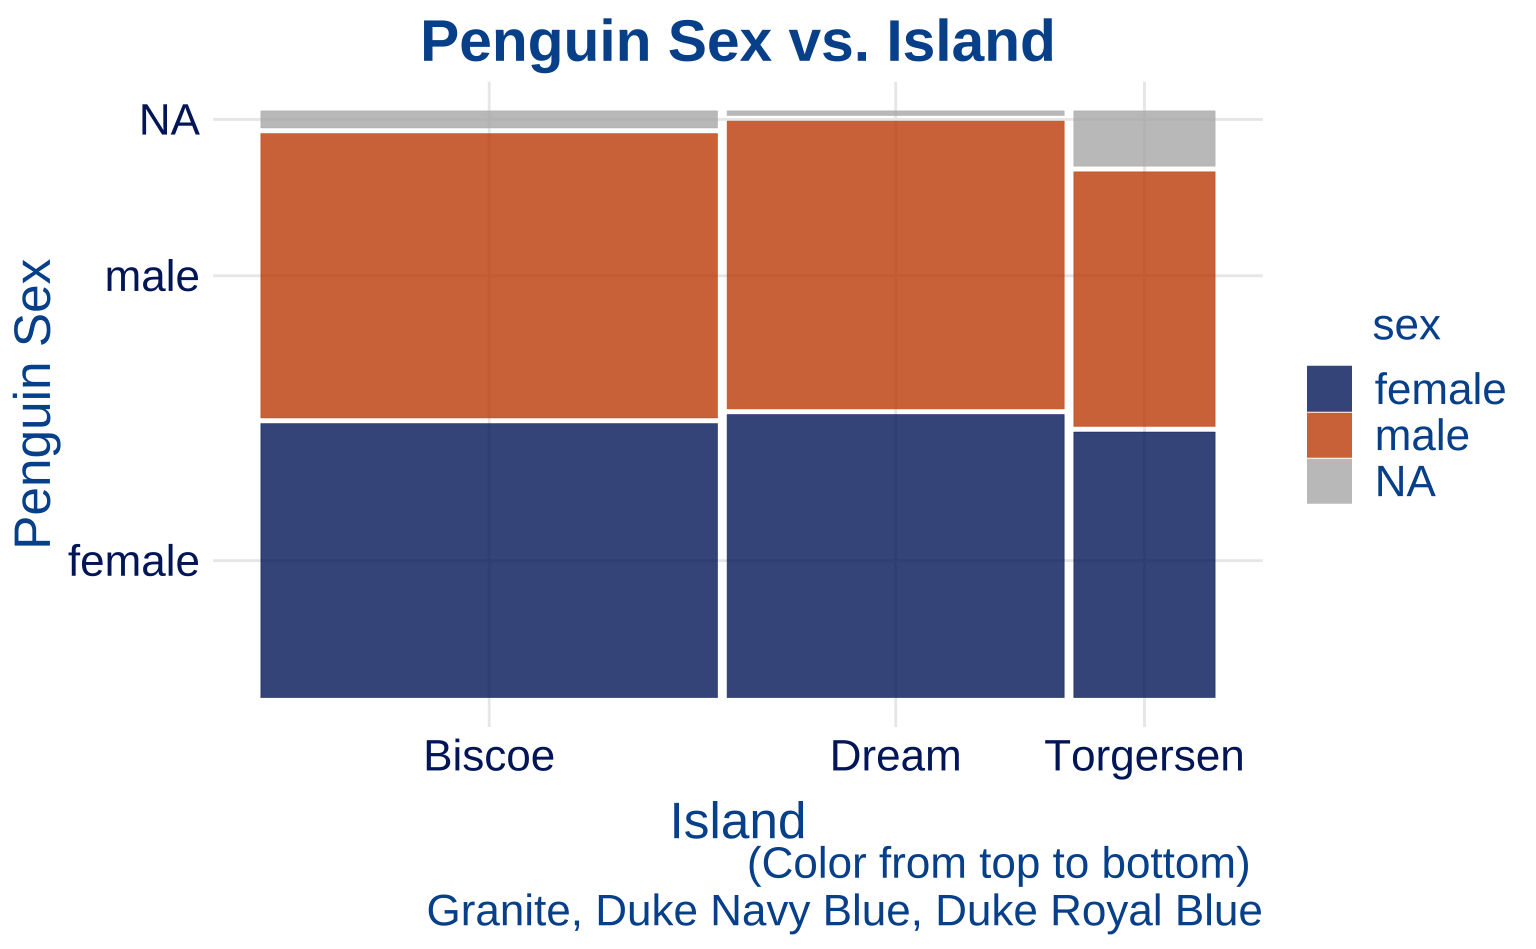 Penguin Sex vs. Island
NA
male
female
Penguin Sex
sex
female
male
NA
Biscoe
Dream
Torgersen
Island
(Color from top to bottom)
Granite, Duke Navy Blue, Duke Royal Blue